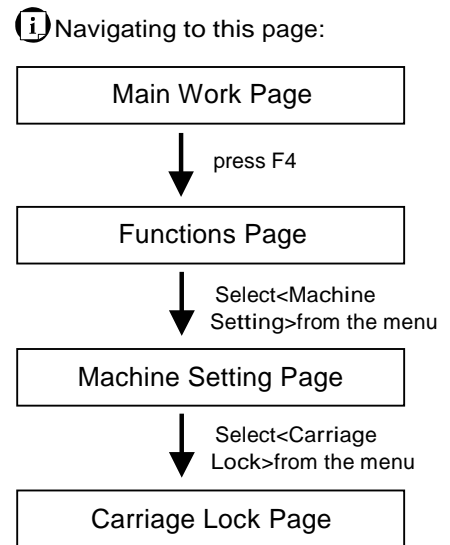 i Navigating to this page:
Main Work Page
press F4
Functions Page
Select<Machine
Setting>from the menu
Machine Setting Page
Select<Carriage
Lock>from the menu
Carriage Lock Page